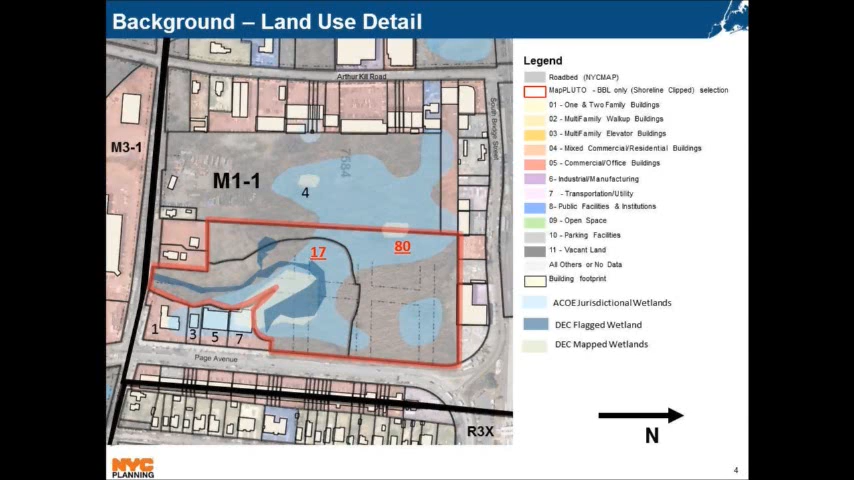 Background – Land Use Detail
Arthur Kill Road
South Bridge Street
M3-1
7584
M1-1
4
17
80
1
3
5
7
Page Avenue
R3X
Legend
Roadbed (NYCMAP)
MapPLUTO - BBL only (Shoreline Clipped) selection
01 - One & Two Family Buildings
02 - MultiFamily Walkup Buildings
03 - MultiFamily Elevator Buildings
04 - Mixed Commercial/Residential Buildings
05 - Commercial/Office Buildings
6- Industrial/Manufacturing
7 - Transportation/Utility
8- Public Facilities & Institutions
09 - Open Space
10 - Parking Facilities
11 - Vacant Land
All Others or No Data
Building footprint
ACOE Jurisdictional Wetlands
DEC Flagged Wetland
DEC Mapped Wetlands
N
NYC
PLANNING
4